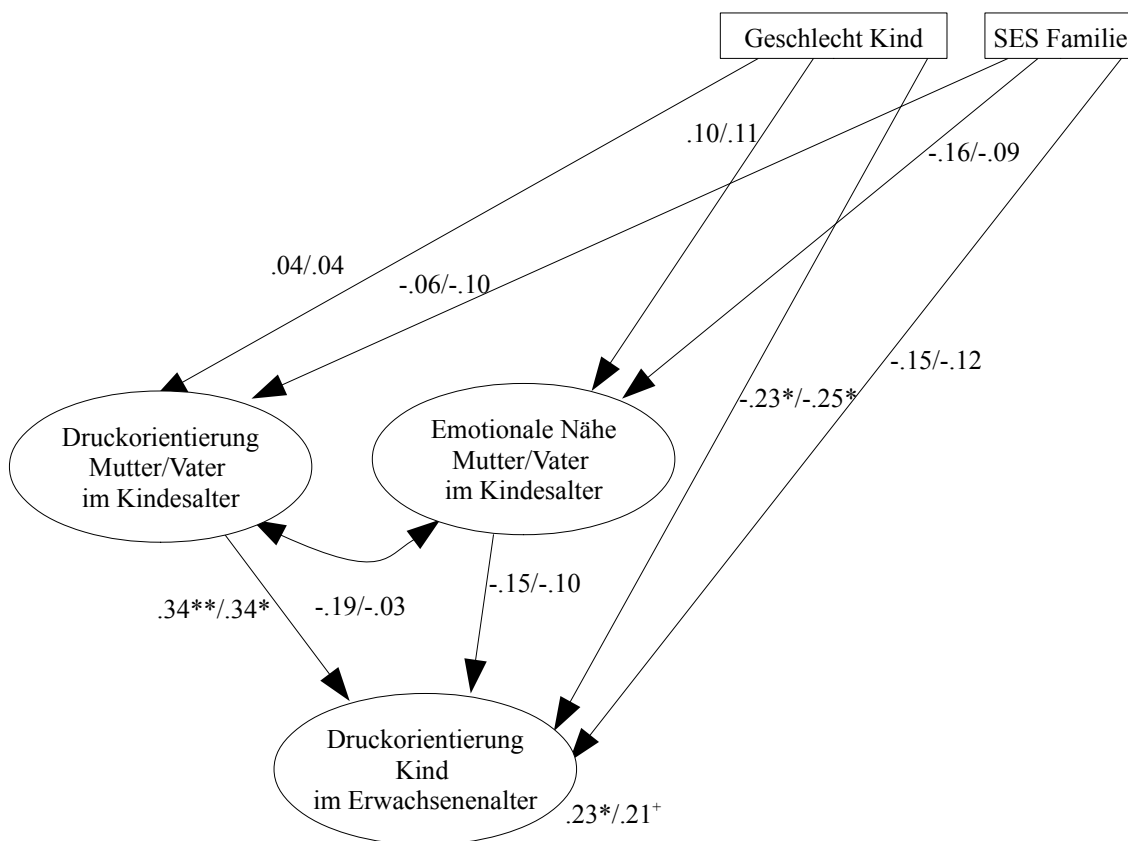 Geschlecht Kind
SES Familie
.10/.11
-.16/-.09
.04/.04
-.06/-.10
-.15/-.12
-.23*/-.25*
Druckorientierung
Mutter/Vater
im Kindesalter
Emotionale Nähe
Mutter/Vater
im Kindesalter
.34**/.34*
-.19/-.03
-.15/-.10
Druckorientierung
Kind
im Erwachsenenalter
.23*/.21⁺